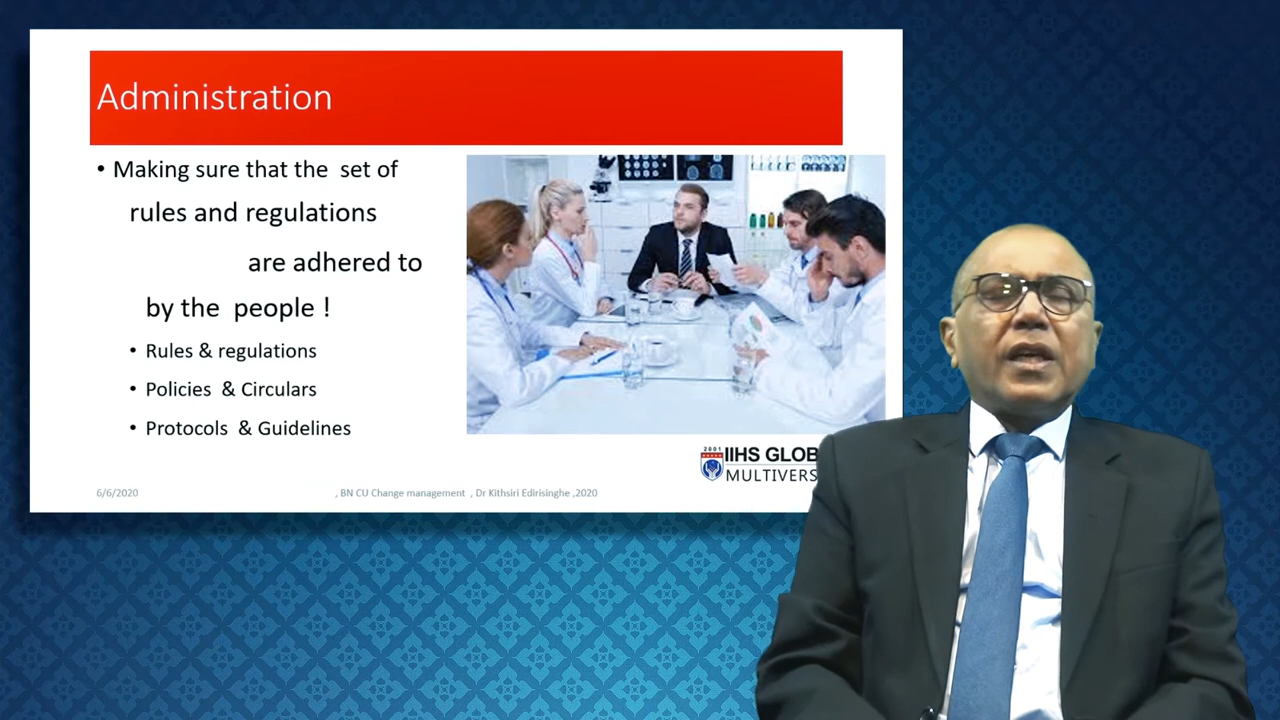 Administration
• Making sure that the set of
rules and regulations
are adhered to
by the people !
• Rules & regulations
• Policies & Circulars
• Protocols & Guidelines
2001
IIHS GLOB
MULTIVERS
6/6/2020
, BN CU Change management , Dr Kithsiri Edirisinghe ,2020